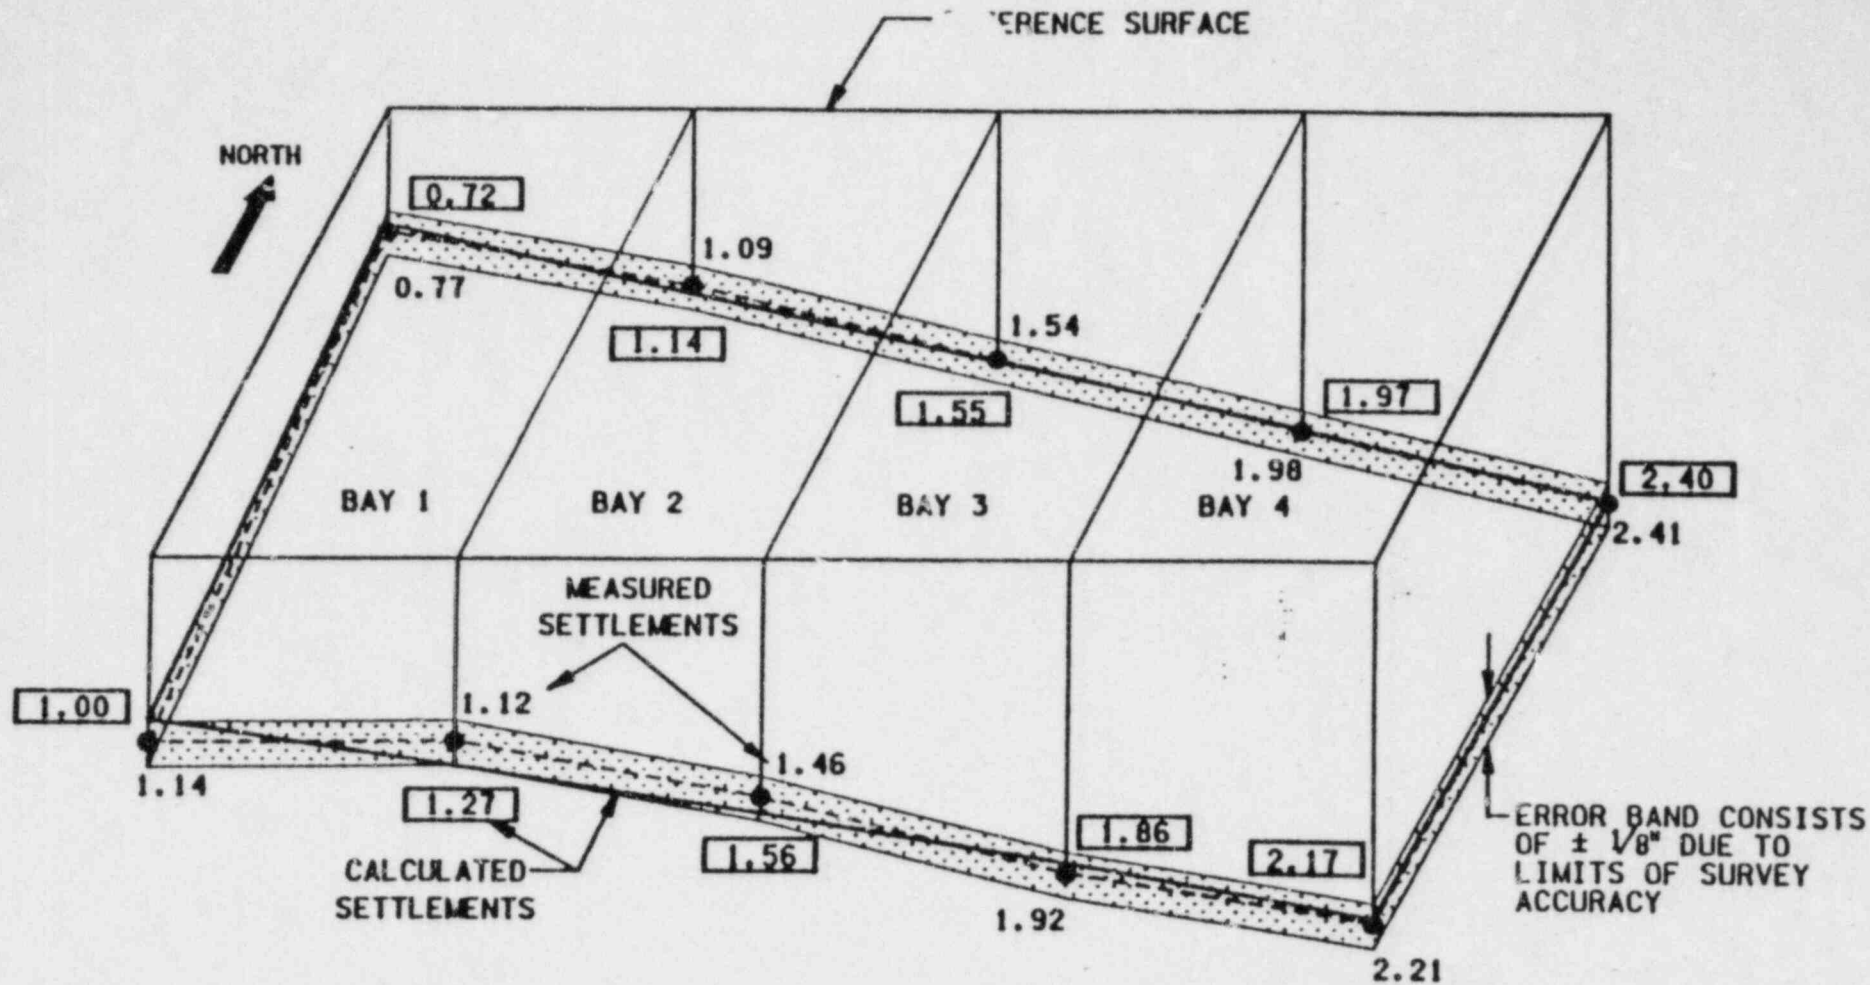 ERENCE SURFACE
NORTH
0.72
1.09
0.77
1.14
1.54
1.55
1.97
1.98
2.40
2.41
BAY 1
BAY 2
BAY 3
BAY 4
MEASURED
SETTLEMENTS
1.00
1.12
1.46
1.14
1.27
1.56
1.86
2.17
CALCULATED
SETTLEMENTS
1.92
2.21
ERROR BAND CONSISTS
OF ± 1/8" DUE TO
LIMITS OF SURVEY
ACCURACY